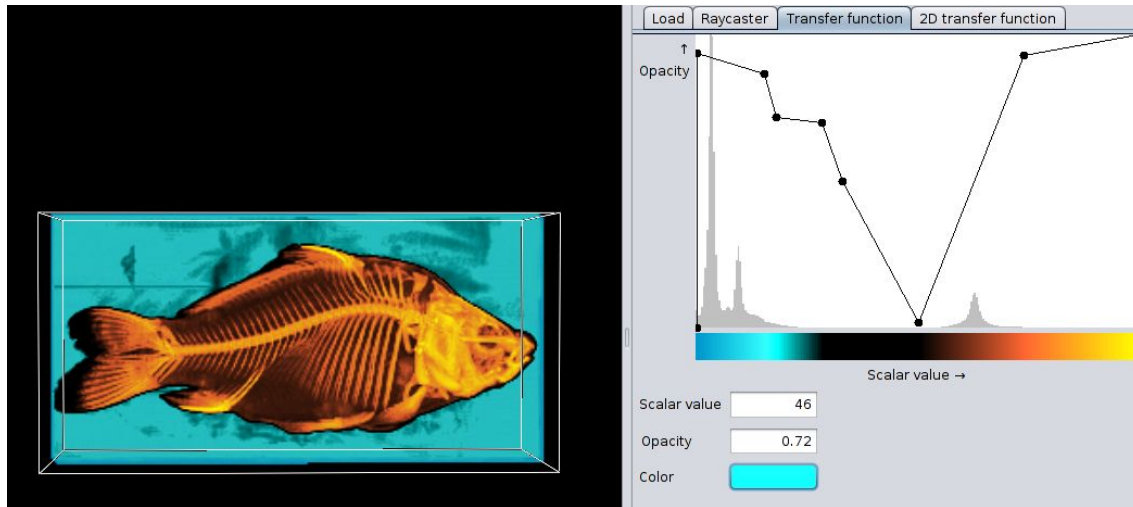 Load Raycaster Transfer function 2D transfer function
↑
Opacity
Scalar value →
Scalar value 46
Opacity 0.72
Color